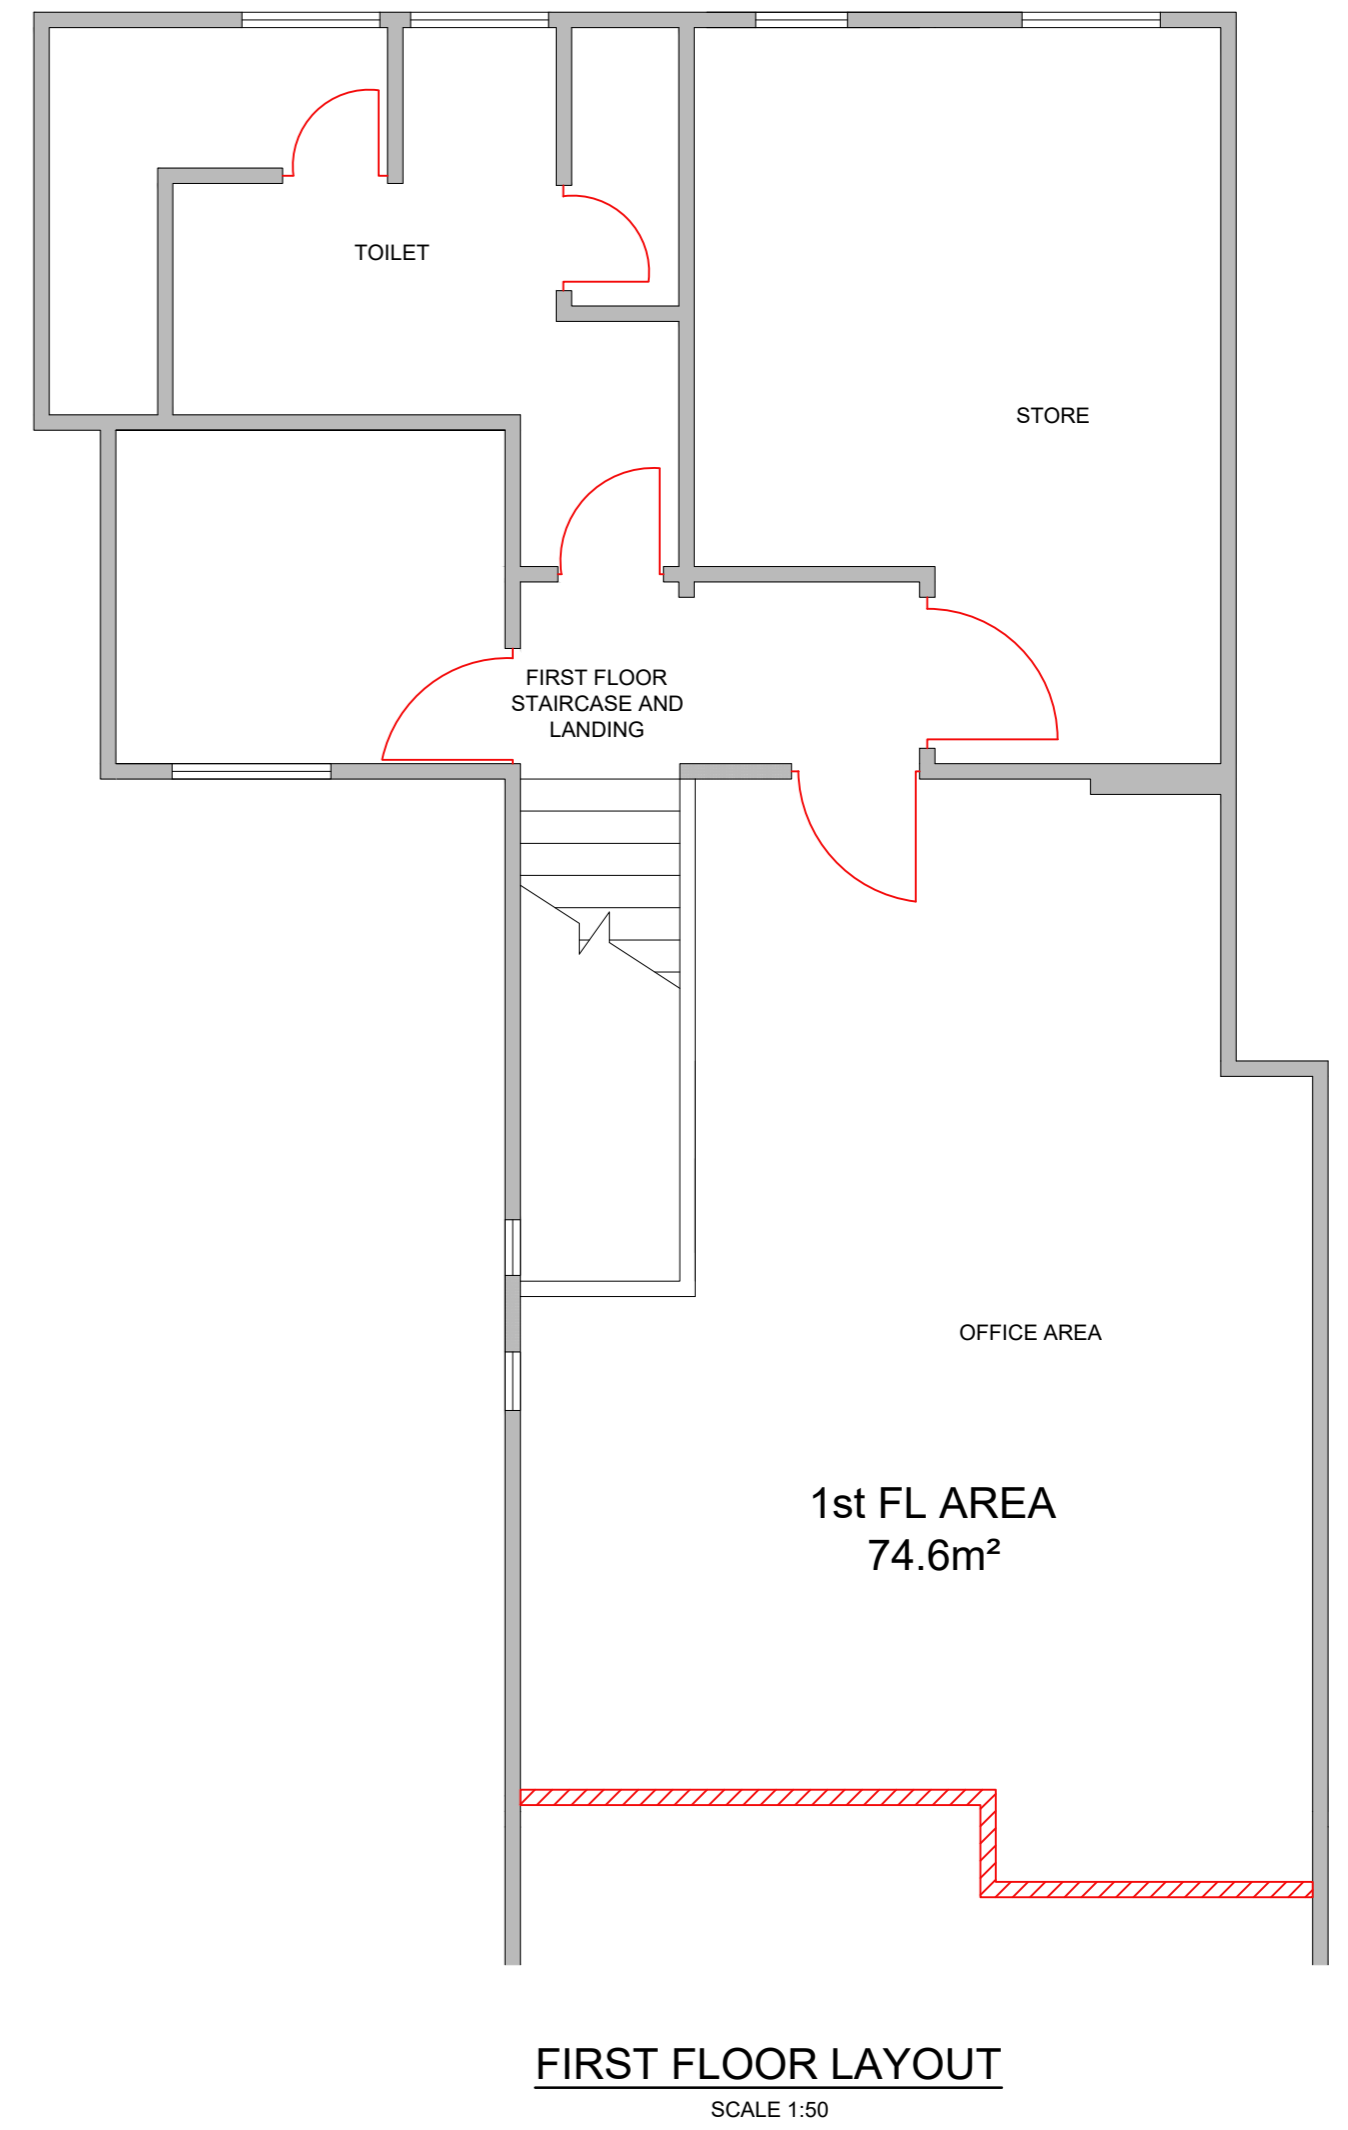 TOILET
STORE
FIRST FLOOR
STAIRCASE AND
LANDING
OFFICE AREA
1st FL AREA
74.6m²
FIRST FLOOR LAYOUT
SCALE 1:50